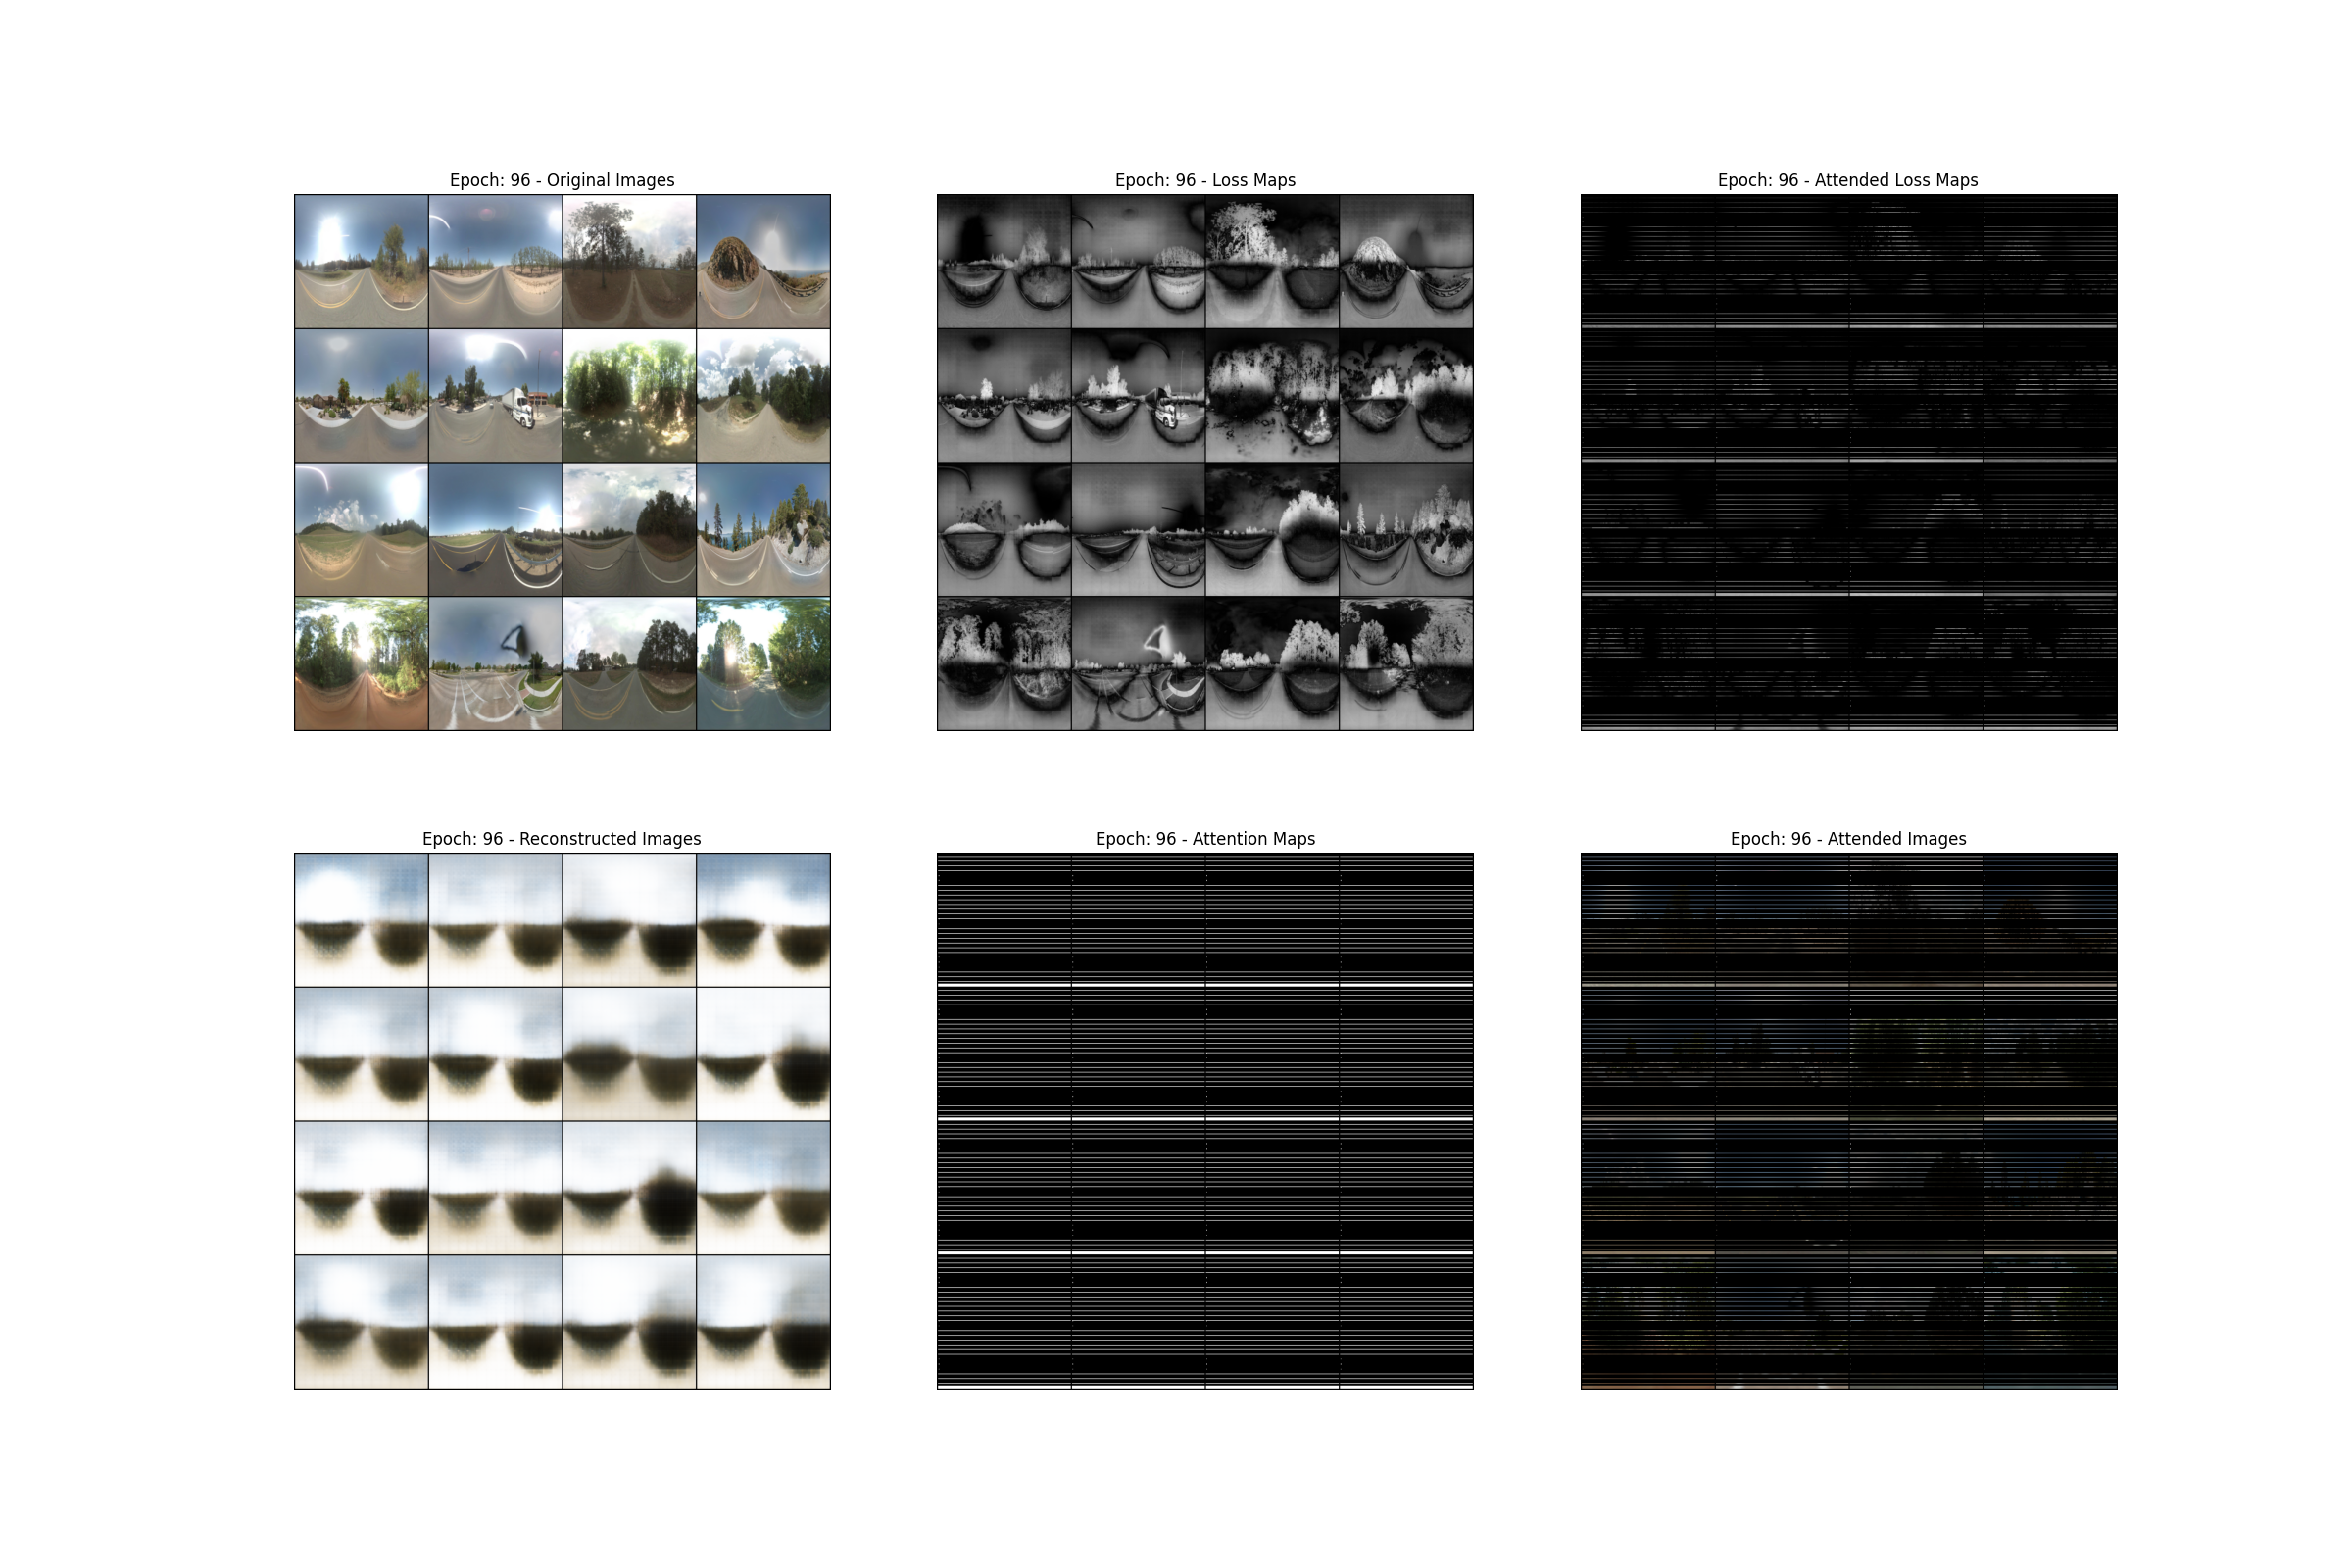 Epoch: 96 - Original Images
Epoch: 96 - Loss Maps
Epoch: 96 - Attended Loss Maps
Epoch: 96 - Reconstructed Images
Epoch: 96 - Attention Maps
Epoch: 96 - Attended Images